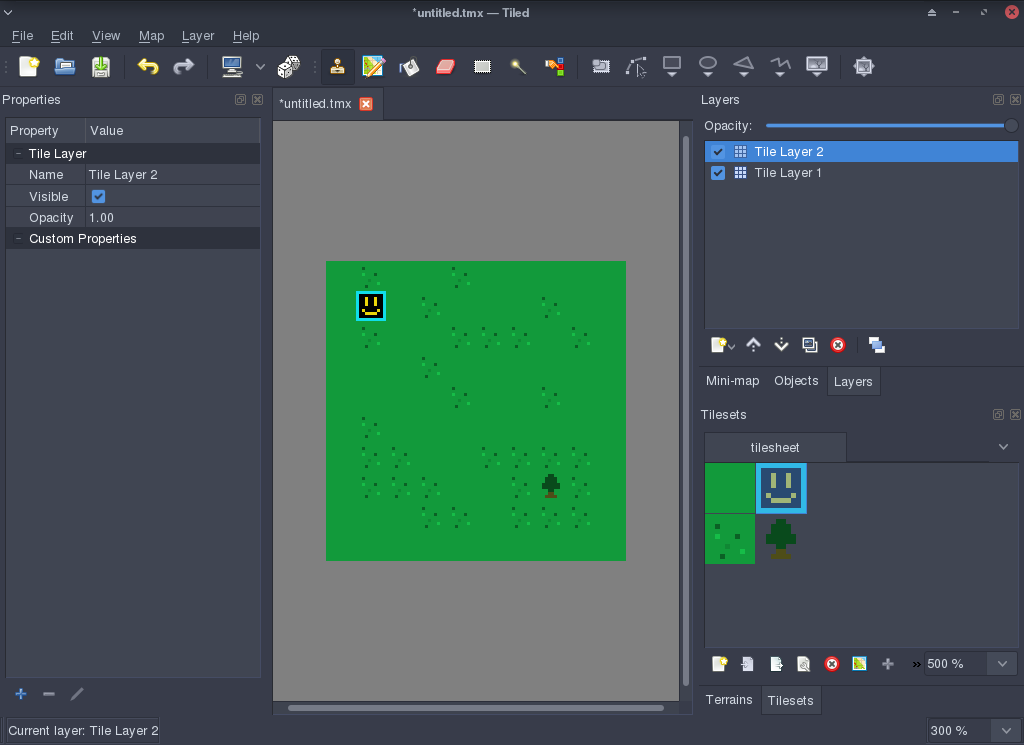 *untitled.tmx — Tiled
File Edit View Map Layer Help
Properties
Property Value
Tile Layer
Name Tile Layer 2
Visible
Opacity 1.00
Custom Properties
*untitled.tmx
Layers
Opacity:
Tile Layer 2
Tile Layer 1
Mini-map Objects Layers
Tilesets
tilesheet
500 %
Terrains Tilesets
Current layer: Tile Layer 2
300 %